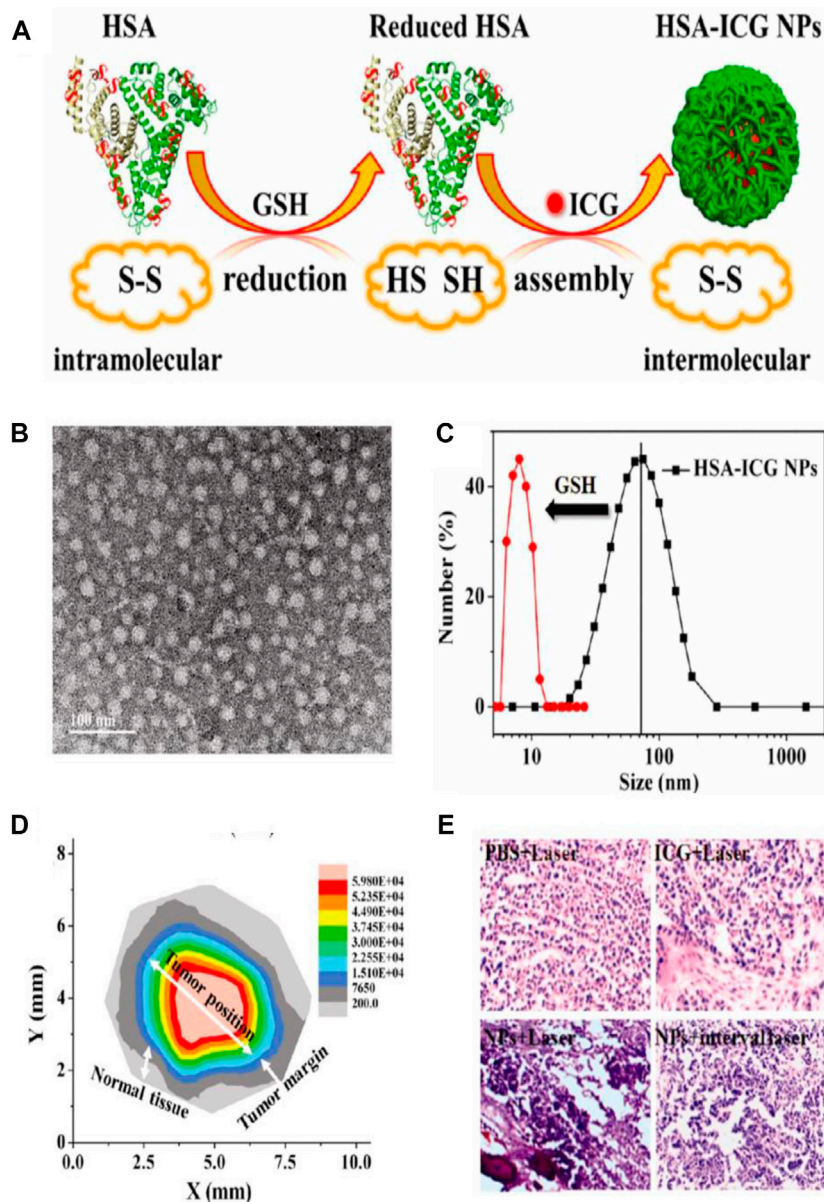 A
HSA
Reduced HSA
HSA-ICG NPs
GSH
ICG
S-S
reduction
HS SH
assembly
S-S
intramolecular
intermolecular
B
100 nm
C
HSA-ICG NPs
GSH
Number (%)
40
20
0
10
100
1000
Size (nm)
D
Y (mm)
8
6
4
2
0
0.0
2.5
5.0
7.5
10.0
X (mm)
5.980E+04
5.235E+04
4.490E+04
3.745E+04
3.000E+04
2.255E+04
1.510E+04
7650
200.0
Tumor position
Normal tissue
Tumor margin
E
PBS+Laser
ICG+Laser
NPs+Laser
NPs+interval laser